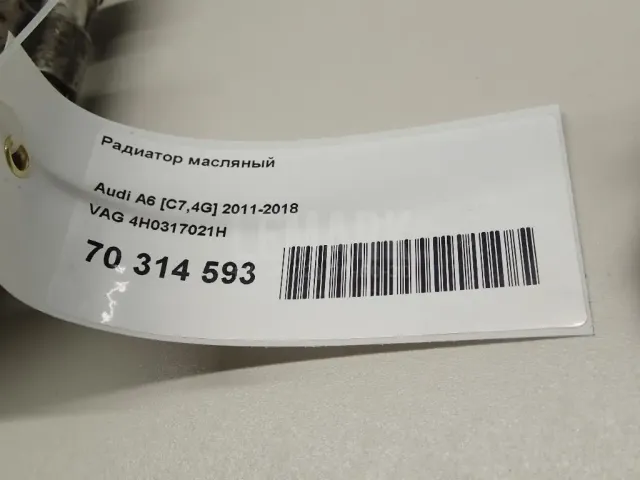 Радиатор масляный
Audi A6 [C7,4G] 2011-2018
VAG 4H0317021H
70 314 593